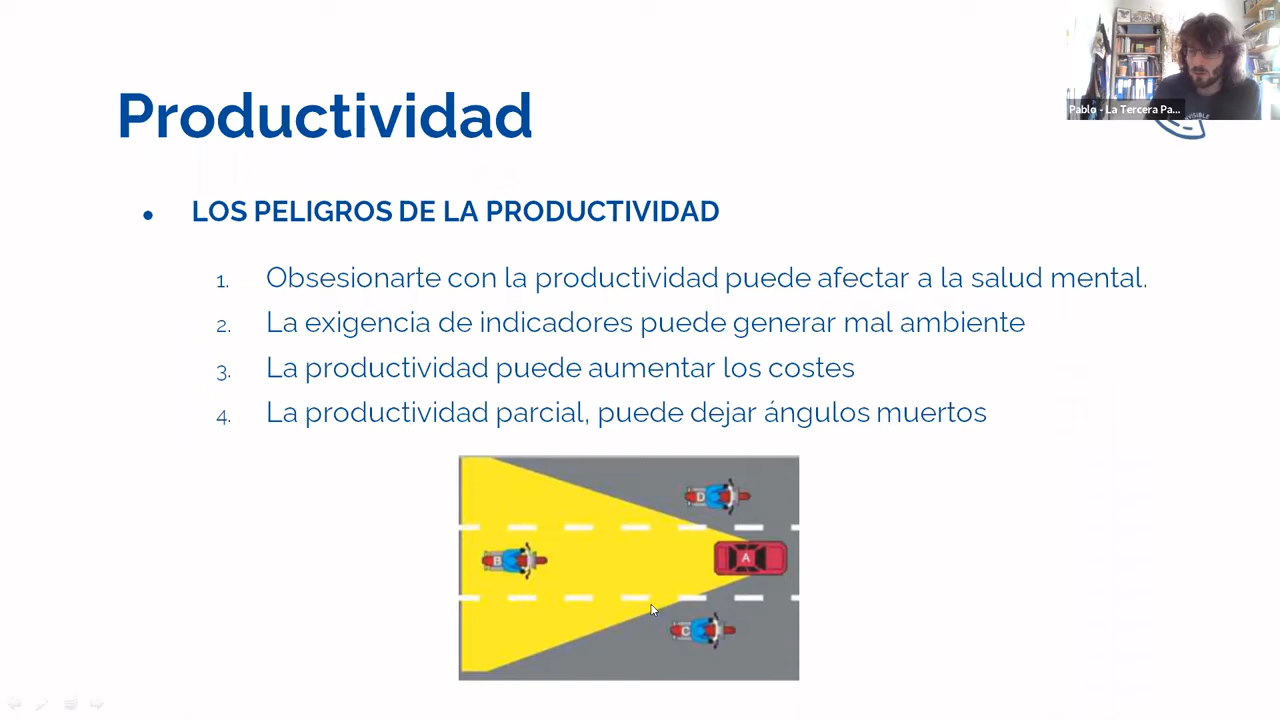 Pablo - La Tercera Pa...
VISIBLE
Productividad
LOS PELIGROS DE LA PRODUCTIVIDAD
1. Obsesionarte con la productividad puede afectar a la salud mental.
2. La exigencia de indicadores puede generar mal ambiente
3. La productividad puede aumentar los costes
4. La productividad parcial, puede dejar ángulos muertos
D
B
A
C